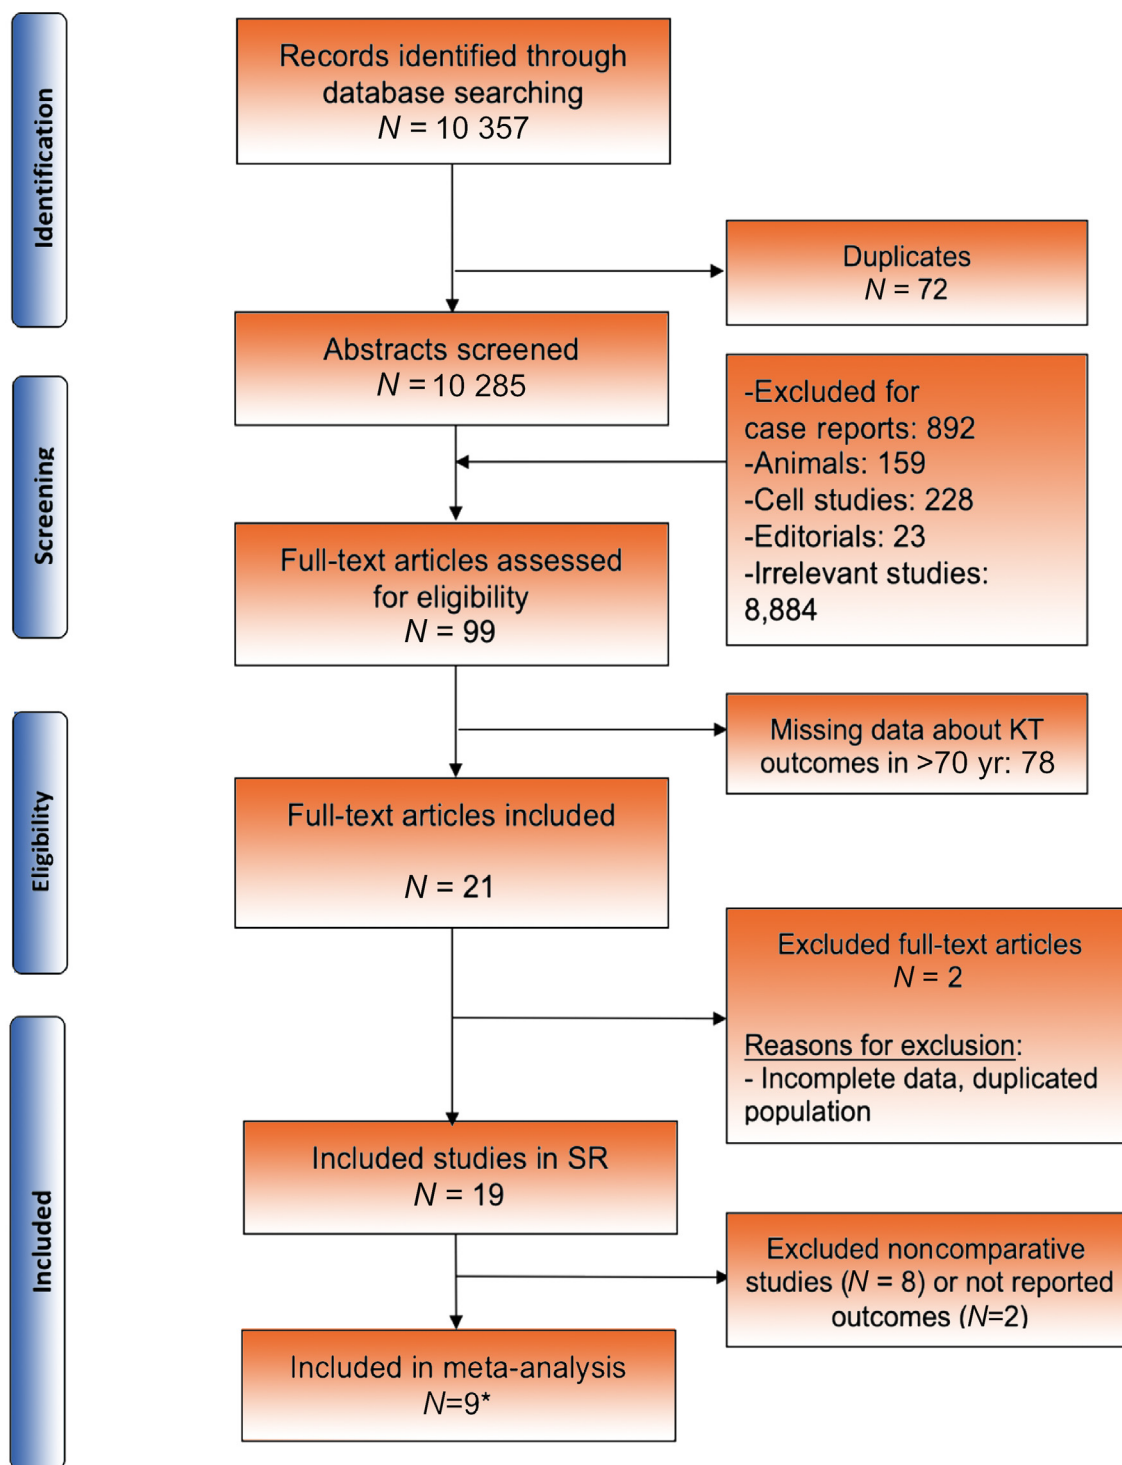 Identification
Records identified through
database searching
N = 10 357
Duplicates
N = 72
Screening
Abstracts screened
N = 10 285
-Excluded for
case reports: 892
-Animals: 159
-Cell studies: 228
-Editorials: 23
-Irrelevant studies:
8,884
Full-text articles assessed
for eligibility
N = 99
Eligibility
Missing data about KT
outcomes in >70 yr: 78
Full-text articles included
N = 21
Excluded full-text articles
N = 2
Reasons for exclusion:
- Incomplete data, duplicated
population
Included
Included studies in SR
N = 19
Excluded noncomparative
studies (N = 8) or not reported
outcomes (N=2)
Included in meta-analysis
N=9*